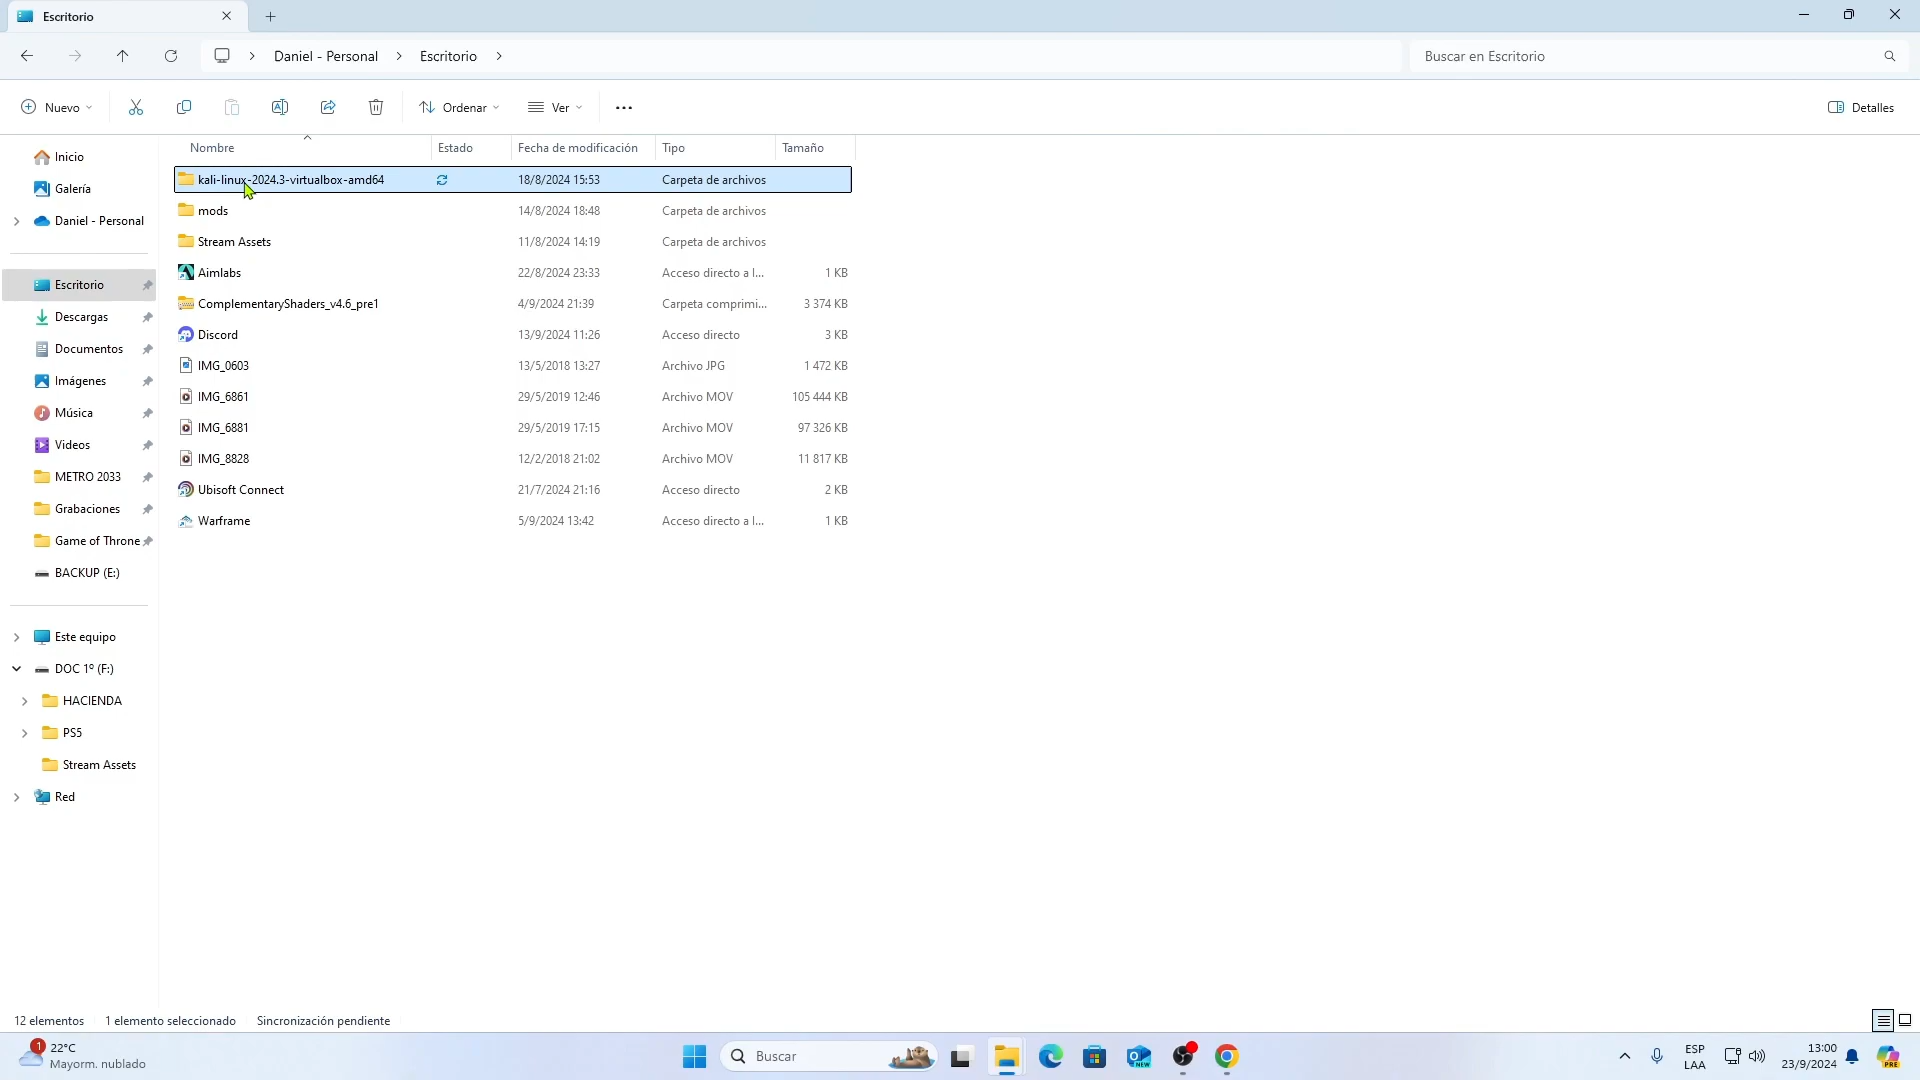 Escritorio
Daniel - Personal
Escritorio
Buscar en Escritorio
Nuevo
Ordenar
Ver
Detalles
Nombre
Estado
Fecha de modificación
Tipo
Tamaño
kali-linux-2024.3-virtualbox-amd64
18/8/2024 15:53
Carpeta de archivos
mods
14/8/2024 18:48
Carpeta de archivos
Stream Assets
11/8/2024 14:19
Carpeta de archivos
Aimlabs
22/8/2024 23:33
Acceso directo a l...
1 KB
ComplementaryShaders_v4.6_pre1
4/9/2024 21:39
Carpeta comprimi...
3 374 KB
Discord
13/9/2024 11:26
Acceso directo
3 KB
IMG_0603
13/5/2018 13:27
Archivo JPG
1 472 KB
IMG_6861
29/5/2019 12:46
Archivo MOV
105 444 KB
IMG_6881
29/5/2019 17:15
Archivo MOV
97 326 KB
IMG_8828
12/2/2018 21:02
Archivo MOV
11 817 KB
Ubisoft Connect
21/7/2024 21:16
Acceso directo
2 KB
Warframe
5/9/2024 13:42
Acceso directo a l...
1 KB
Inicio
Galería
Daniel - Personal
Escritorio
Descargas
Documentos
Imágenes
Música
Videos
METRO 2033
Grabaciones
Game of Throne
BACKUP (E:)
Este equipo
DOC 1º (F:)
HACIENDA
PS5
Stream Assets
Red
12 elementos
1 elemento seleccionado
Sincronización pendiente
1
22°C
Mayorm. nublado
Buscar
NEW
ESP
LAA
13:00
23/9/2024
PRE